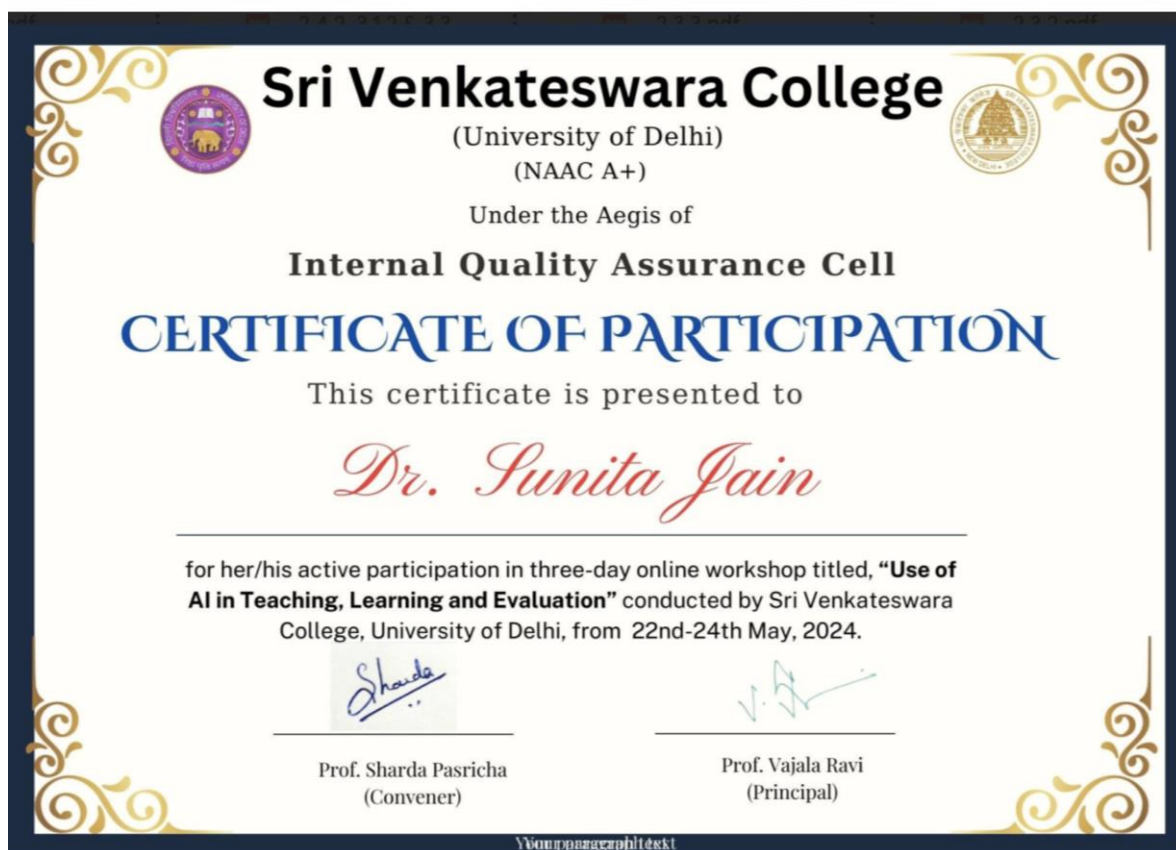 Sri Venkateswara College
(University of Delhi)
(NAAC A+)
Under the Aegis of
Internal Quality Assurance Cell
CERTIFICATE OF PARTICIPATION
This certificate is presented to
Dr. Sunita Jain
for her/his active participation in three-day online workshop titled, “Use of
AI in Teaching, Learning and Evaluation” conducted by Sri Venkateswara
College, University of Delhi, from 22nd-24th May, 2024.
Sharda
Prof. Sharda Pasricha
(Convener)
Prof. Vajala Ravi
(Principal)